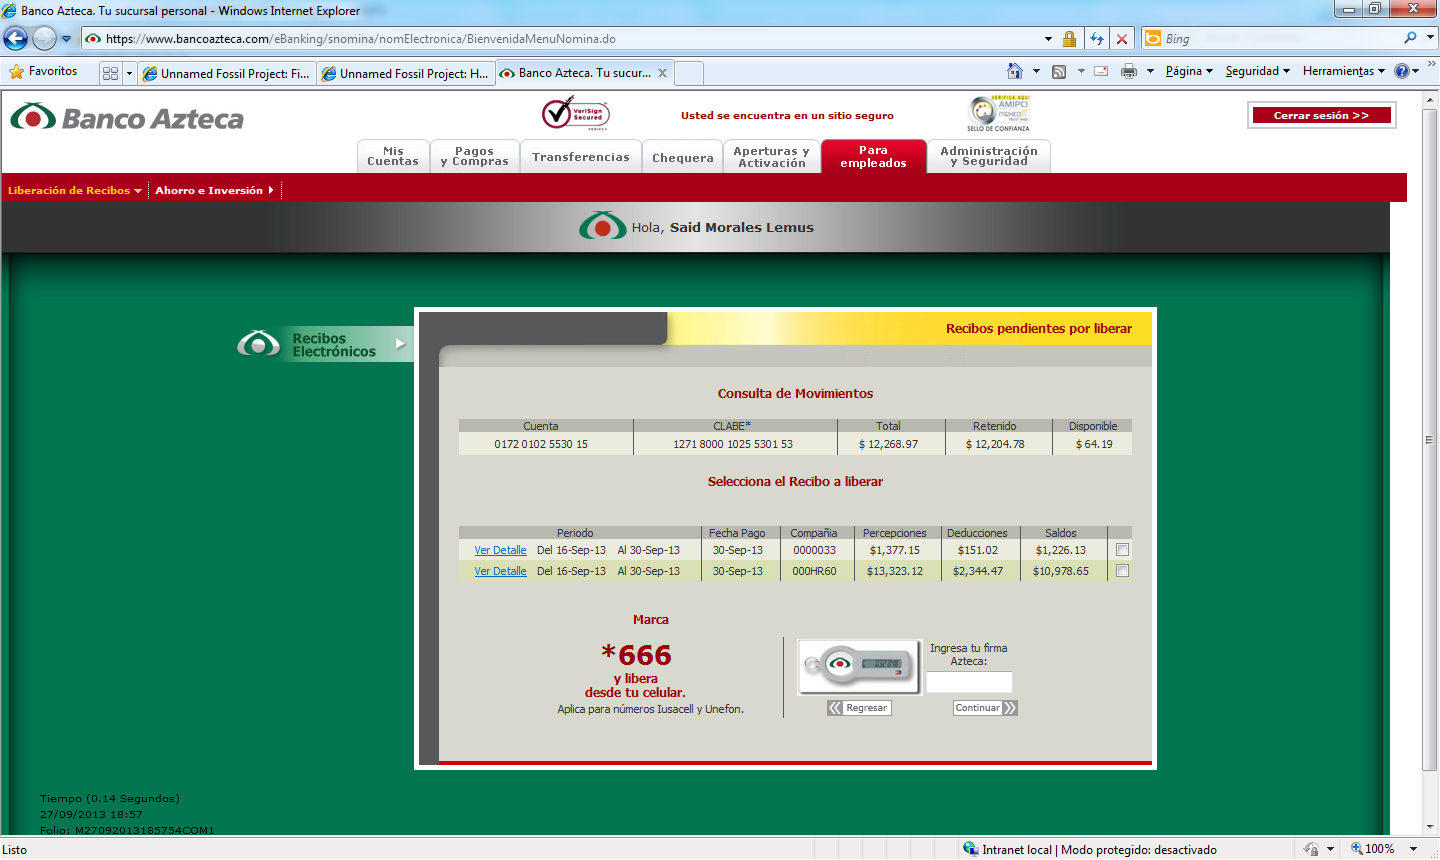 Banco Azteca. Tu sucursal personal - Windows Internet Explorer
https://www.bancoazteca.com/eBanking/snomina/nomElectronica/BienvenidaMenuNomina.do
Bing
Favoritos
Unnamed Fossil Project: Fi...
Unnamed Fossil Project: H...
Banco Azteca. Tu sucur...
Página
Seguridad
Herramientas
Banco Azteca
VeriSign
Secured
VERIFY
Usted se encuentra en un sitio seguro
VERIFICA AQUI
AMIPCI
SELLO DE CONFIANZA
Cerrar sesión >>
Mis
Cuentas
Pagos
y Compras
Transferencias
Chequera
Aperturas y
Activación
Para
empleados
Administración
y Seguridad
Liberación de Recibos
Ahorro e Inversión
Hola, Said Morales Lemus
Recibos
Electrónicos
Recibos pendientes por liberar
Consulta de Movimientos
Cuenta CLABE* Total Retenido Disponible
0172 0102 5530 15 1271 8000 1025 5301 53 $ 12,268.97 $ 12,204.78 $ 64.19
Selecciona el Recibo a liberar
Periodo Fecha Pago Compañia Percepciones Deducciones Saldos
Ver Detalle Del 16-Sep-13 Al 30-Sep-13 30-Sep-13 0000033 $1,377.15 $151.02 $1,226.13
Ver Detalle Del 16-Sep-13 Al 30-Sep-13 30-Sep-13 000HR60 $13,323.12 $2,344.47 $10,978.65
Marca
*666
y libera
desde tu celular.
Aplica para números Iusacell y Unefon.
Ingresa tu firma
Azteca:
Regresar
Continuar
Tiempo (0.14 Segundos)
27/09/2013 18:57
Folio: M27092013185754COM1
Listo
Intranet local | Modo protegido: desactivado
100%